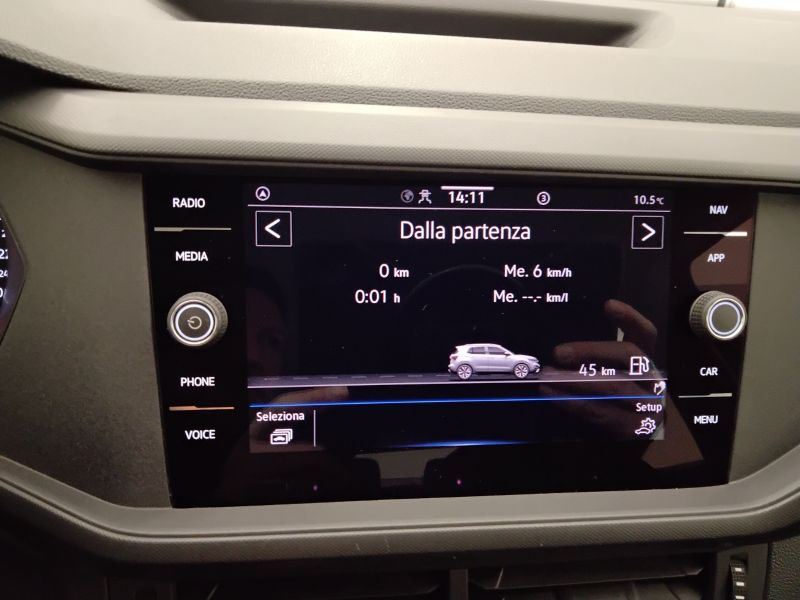 RADIO
MEDIA
PHONE
VOICE
14:11
3
10.5°C
<
Dalla partenza
>
0 km
Me. 6 km/h
0:01 h
Me. --.- km/l
45 km
Seleziona
Setup
NAV
APP
CAR
MENU